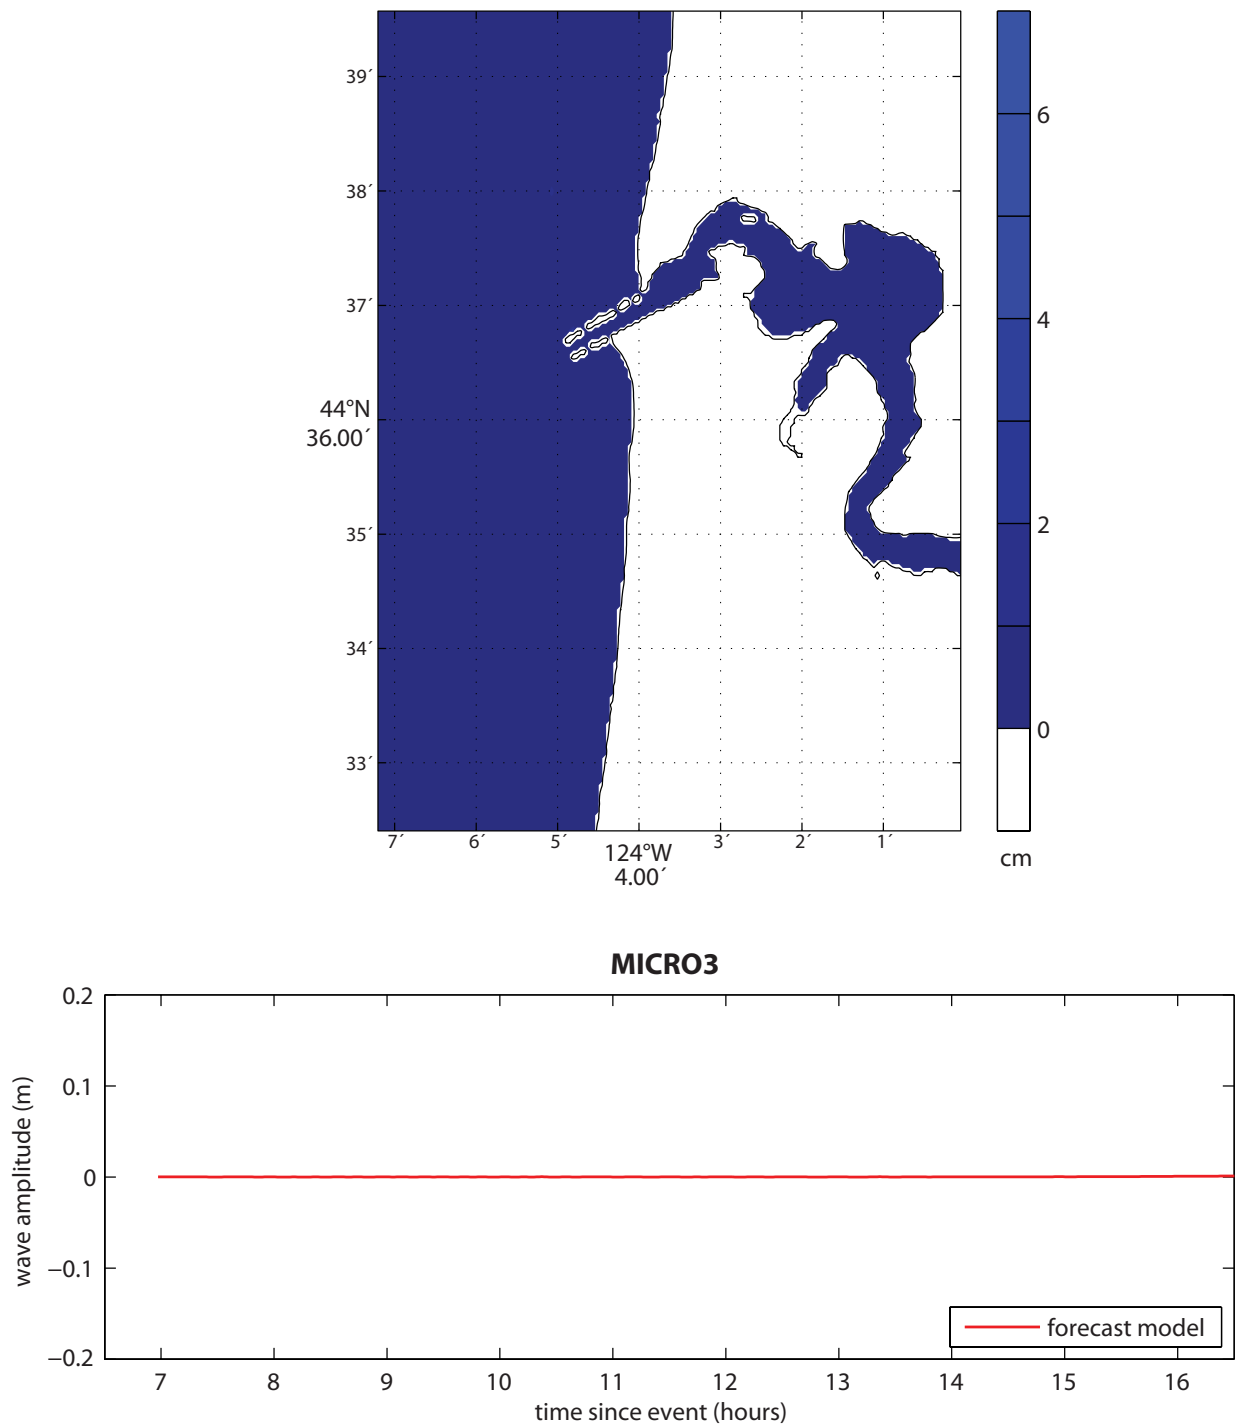 39´
38´
37´
44°N
36.00´
35´
34´
33´
7´ 6´ 5´ 124°W 3´ 2´ 1´
4.00´
6
4
2
0
cm
MICRO3
0.2
0.1
0
−0.1
−0.2
wave amplitude (m)
forecast model
7 8 9 10 11 12 13 14 15 16
time since event (hours)